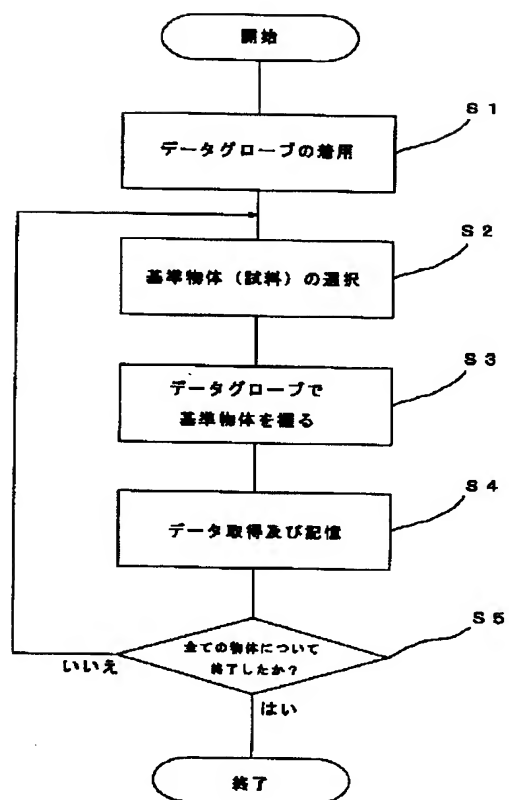 開始
S1
データグローブの着用
S2
基準物体（試料）の選択
S3
データグローブで
基準物体を握る
S4
データ取得及び記憶
S5
全ての物体について
終了したか？
いいえ
はい
終了